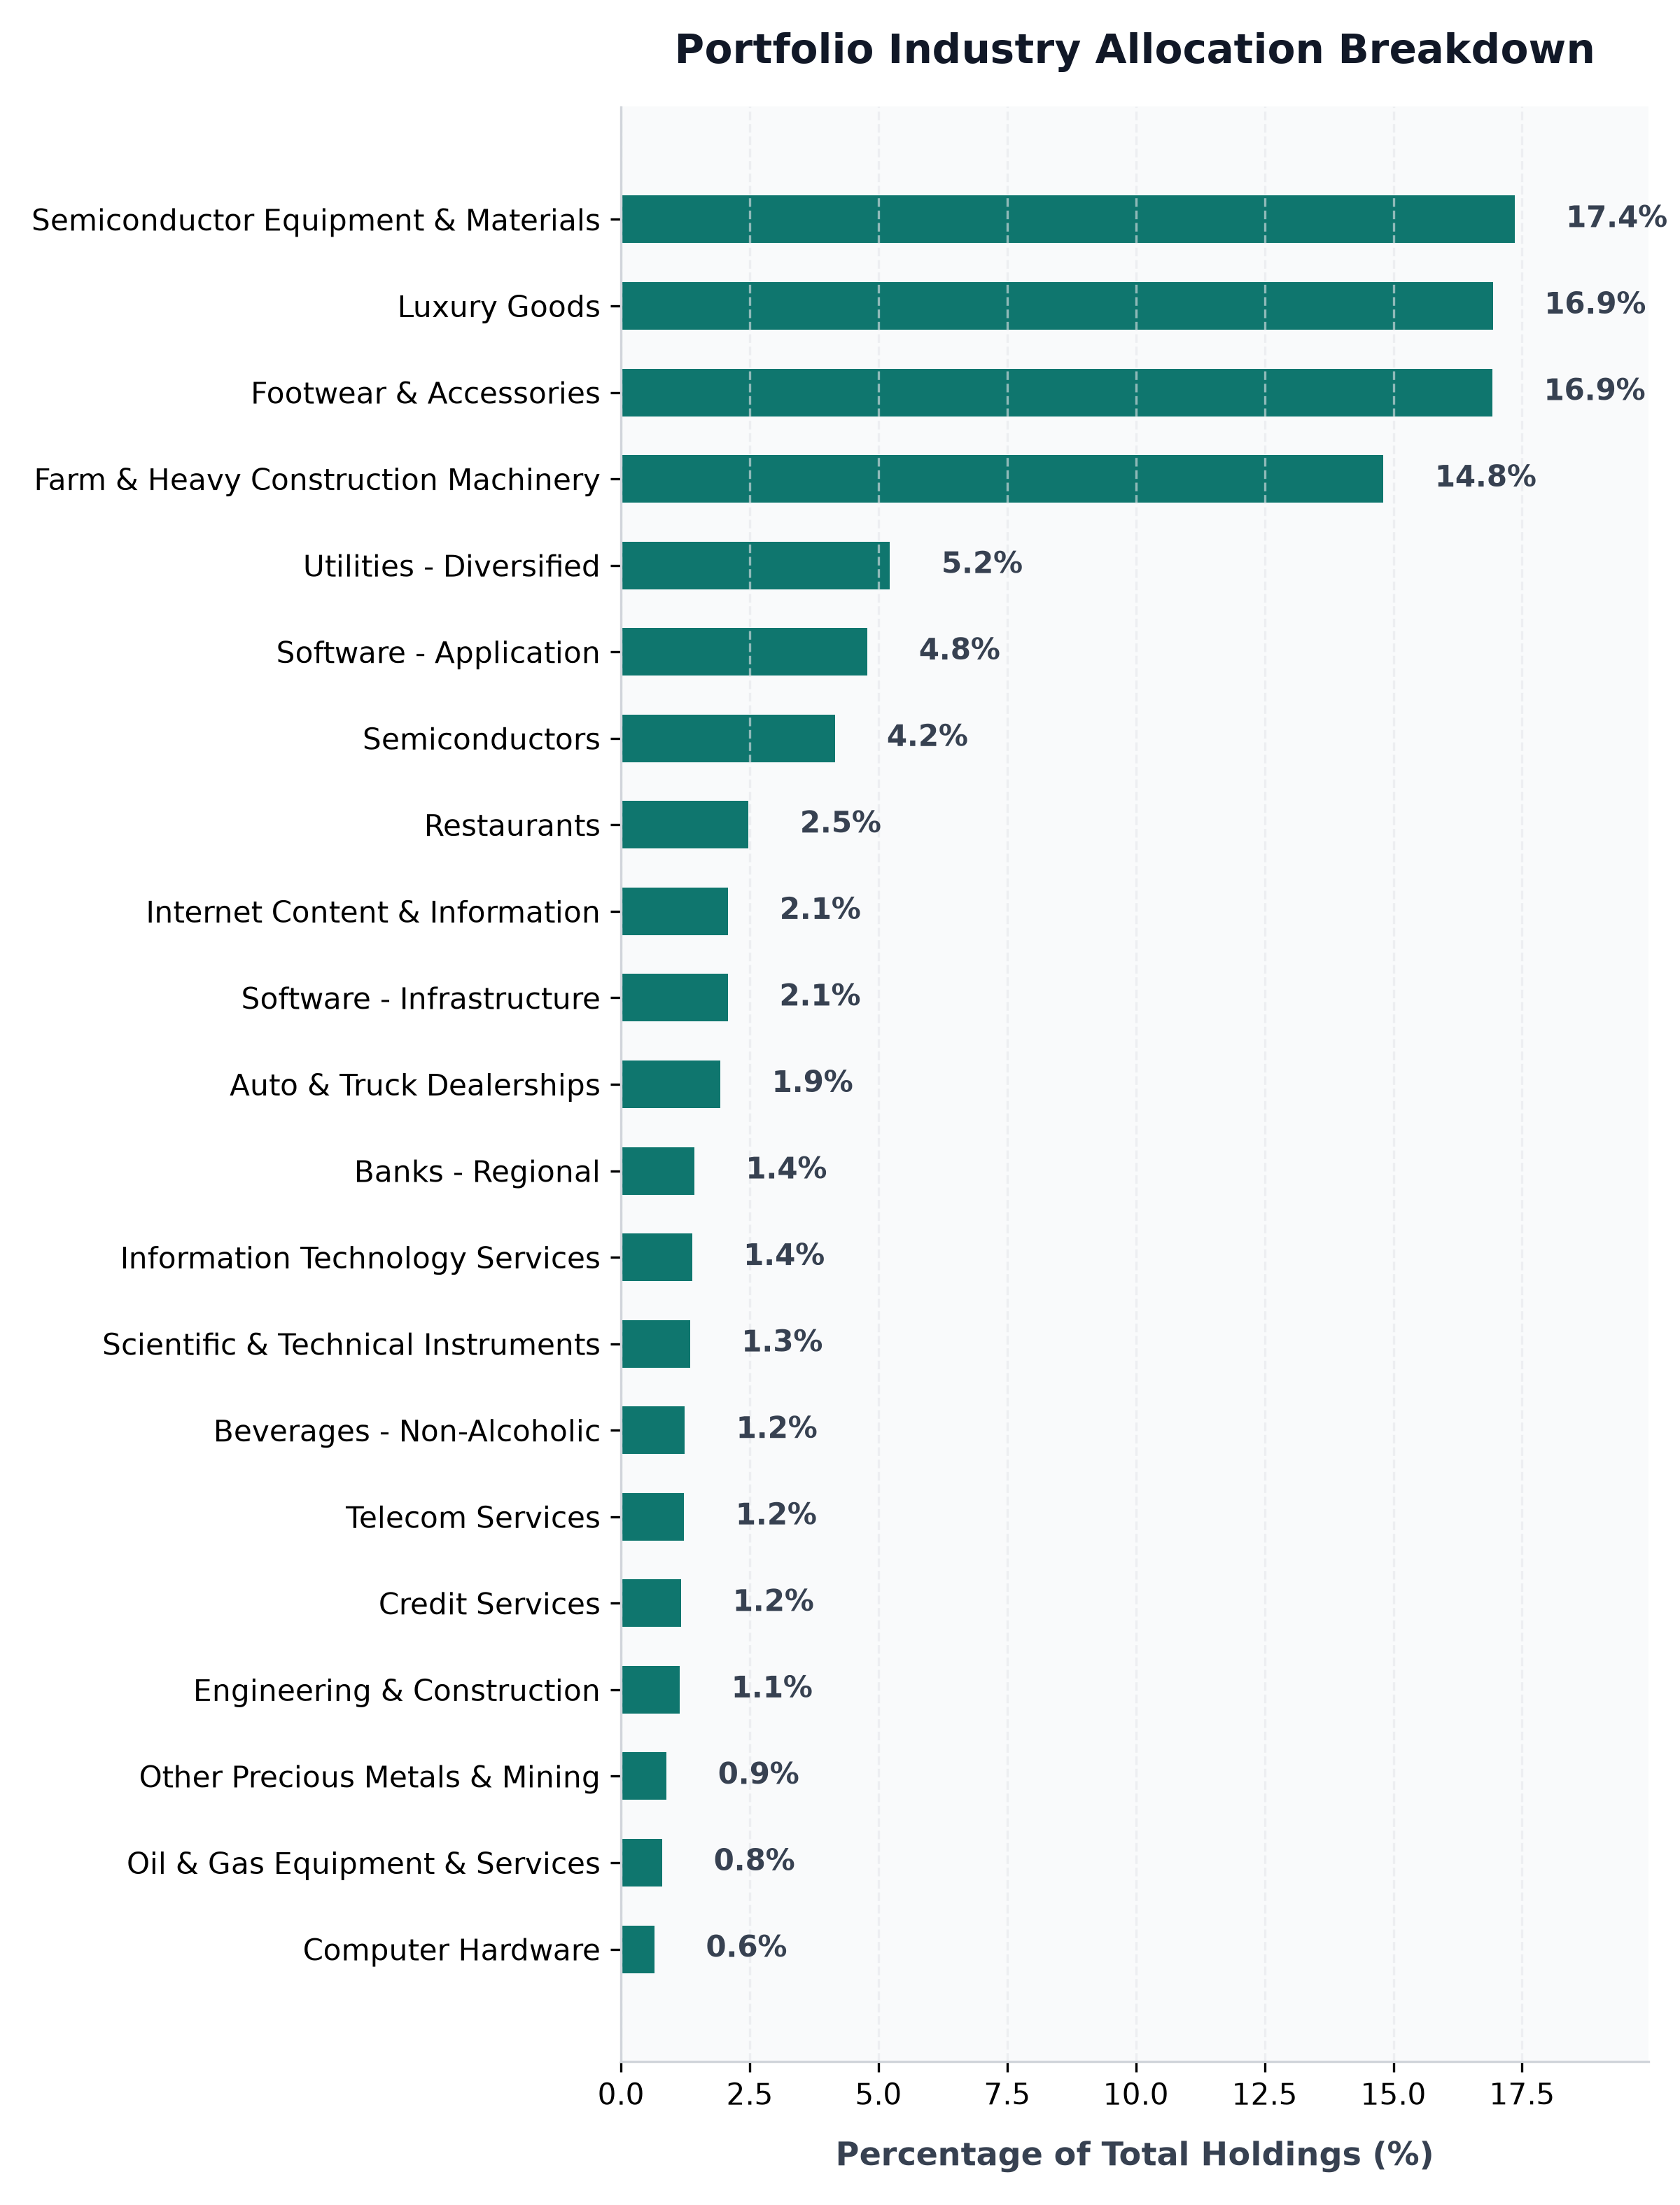 Portfolio Industry Allocation Breakdown
Semiconductor Equipment & Materials 17.4%
Luxury Goods 16.9%
Footwear & Accessories 16.9%
Farm & Heavy Construction Machinery 14.8%
Utilities - Diversified 5.2%
Software - Application 4.8%
Semiconductors 4.2%
Restaurants 2.5%
Internet Content & Information 2.1%
Software - Infrastructure 2.1%
Auto & Truck Dealerships 1.9%
Banks - Regional 1.4%
Information Technology Services 1.4%
Scientific & Technical Instruments 1.3%
Beverages - Non-Alcoholic 1.2%
Telecom Services 1.2%
Credit Services 1.2%
Engineering & Construction 1.1%
Other Precious Metals & Mining 0.9%
Oil & Gas Equipment & Services 0.8%
Computer Hardware 0.6%
0.0 2.5 5.0 7.5 10.0 12.5 15.0 17.5
Percentage of Total Holdings (%)